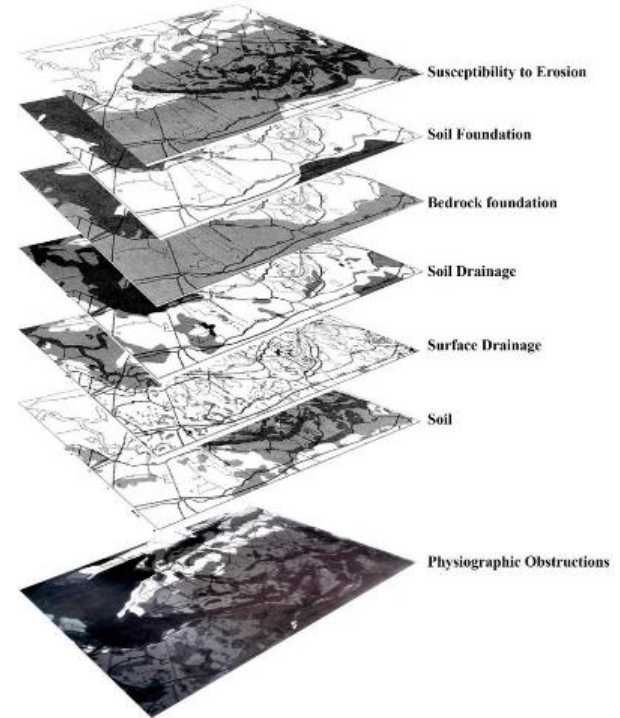 Susceptibility to Erosion
Soil Foundation
Bedrock foundation
Soil Drainage
Surface Drainage
Soil
Physiographic Obstructions